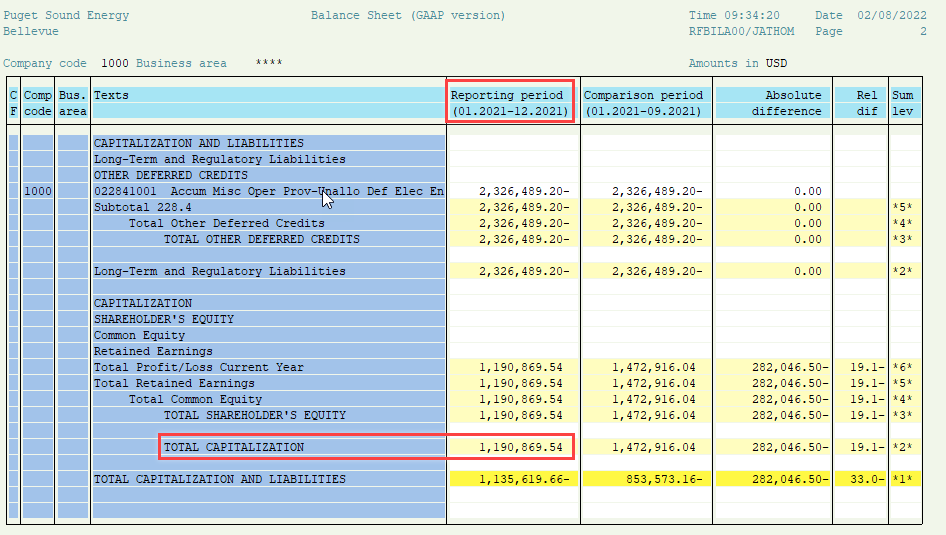 Puget Sound Energy Balance Sheet (GAAP version) Time 09:34:20 Date 02/08/2022
Bellevue RFBILA00/JATHOM Page 2
Company code 1000 Business area **** Amounts in USD
C Comp Bus. Texts Reporting period Comparison period Absolute Rel Sum
F code area (01.2021-12.2021) (01.2021-09.2021) difference dif lev
CAPITALIZATION AND LIABILITIES
Long-Term and Regulatory Liabilities
OTHER DEFERRED CREDITS
1000 022841001 Accum Misc Oper Prov-Unallo Def Elec En 2,326,489.20- 2,326,489.20- 0.00
Subtotal 228.4 2,326,489.20- 2,326,489.20- 0.00 *5*
Total Other Deferred Credits 2,326,489.20- 2,326,489.20- 0.00 *4*
TOTAL OTHER DEFERRED CREDITS 2,326,489.20- 2,326,489.20- 0.00 *3*
Long-Term and Regulatory Liabilities 2,326,489.20- 2,326,489.20- 0.00 *2*
CAPITALIZATION
SHAREHOLDER'S EQUITY
Common Equity
Retained Earnings
Total Profit/Loss Current Year 1,190,869.54 1,472,916.04 282,046.50- 19.1- *6*
Total Retained Earnings 1,190,869.54 1,472,916.04 282,046.50- 19.1- *5*
Total Common Equity 1,190,869.54 1,472,916.04 282,046.50- 19.1- *4*
TOTAL SHAREHOLDER'S EQUITY 1,190,869.54 1,472,916.04 282,046.50- 19.1- *3*
TOTAL CAPITALIZATION 1,190,869.54 1,472,916.04 282,046.50- 19.1- *2*
TOTAL CAPITALIZATION AND LIABILITIES 1,135,619.66- 853,573.16- 282,046.50- 33.0- *1*